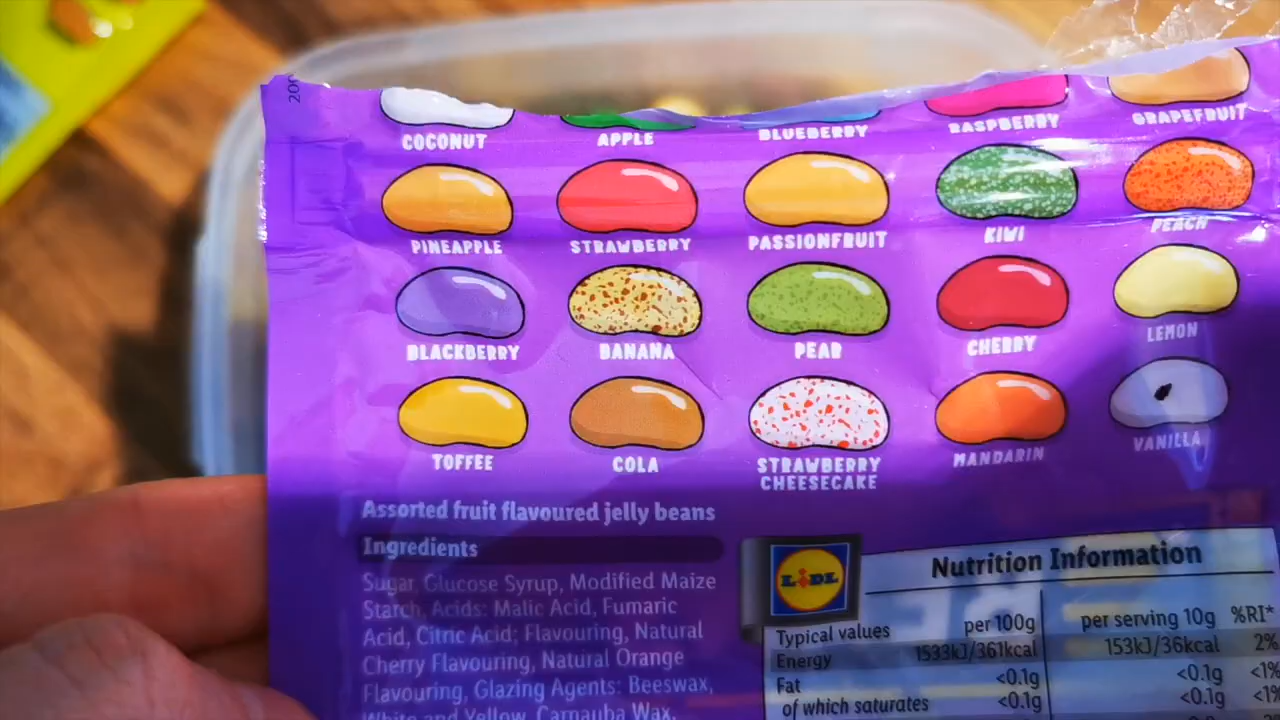 200
COCONUT APPLE BLUEBERRY RASPBERRY GRAPEFRUIT
PINEAPPLE STRAWBERRY PASSIONFRUIT KIWI PEACH
BLACKBERRY BANANA PEAR CHERRY LEMON
TOFFEE COLA STRAWBERRY CHEESECAKE MANDARIN VANILLA
Assorted fruit flavoured jelly beans
Ingredients
Sugar, Glucose Syrup, Modified Maize
Starch, Acids: Malic Acid, Fumaric
Acid, Citric Acid; Flavouring, Natural
Cherry Flavouring, Natural Orange
Flavouring, Glazing Agents: Beeswax,
White and Yellow, Carnauba Wax,
LIDL
Nutrition Information
Typical values per 100g per serving 10g %RI*
Energy 1533kJ/361kcal 153kJ/36kcal 2%
Fat <0.1g <0.1g <1%
of which saturates <0.1g <0.1g <1%